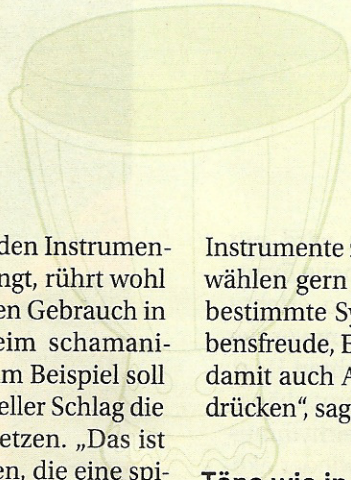 den Instrumen-
ngt, rührt wohl
en Gebrauch in
eim schamani-
m Beispiel soll
eller Schlag die
etzen. „Das ist
en, die eine spi-
Instrumente
wählen gern
bestimmte Sy
bensfreude, E
damit auch A
drücken“, sag
Töne wie in